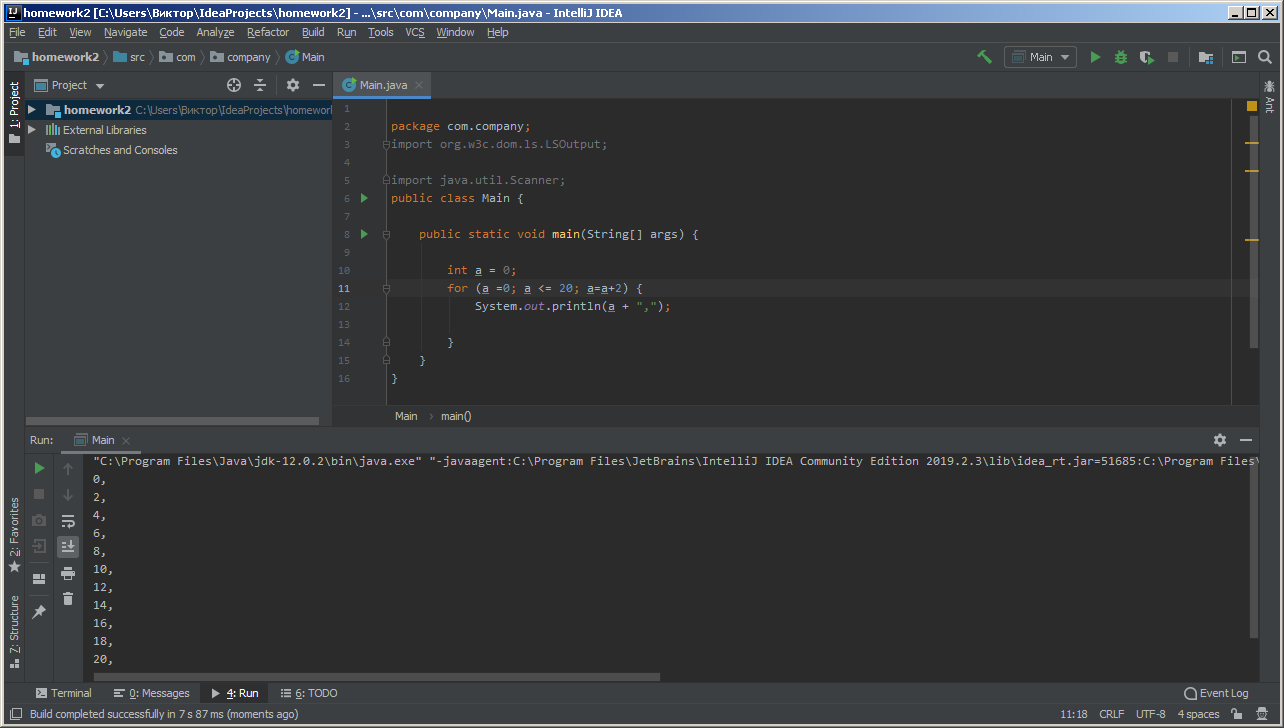 homework2 [C:\Users\Виктор\IdeaProjects\homework2] - ...\src\com\company\Main.java - IntelliJ IDEA
File Edit View Navigate Code Analyze Refactor Build Run Tools VCS Window Help
homework2 src com company Main Main
Project
Main.java
1: Project
homework2 C:\Users\Виктор\IdeaProjects\homework
External Libraries
Scratches and Consoles
Ant
1
2 package com.company;
3 import org.w3c.dom.ls.LSOutput;
4
5 import java.util.Scanner;
6 public class Main {
7
8 public static void main(String[] args) {
9
10 int a = 0;
11 for (a =0; a <= 20; a=a+2) {
12 System.out.println(a + ",");
13
14 }
15 }
16 }
Main › main()
Run: Main
"C:\Program Files\Java\jdk-12.0.2\bin\java.exe" "-javaagent:C:\Program Files\JetBrains\IntelliJ IDEA Community Edition 2019.2.3\lib\idea_rt.jar=51685:C:\Program Files\
0,
2,
4,
6,
8,
10,
12,
14,
16,
18,
20,
2: Favorites
7: Structure
Terminal 0: Messages 4: Run 6: TODO Event Log
Build completed successfully in 7 s 87 ms (moments ago) 11:18 CRLF UTF-8 4 spaces